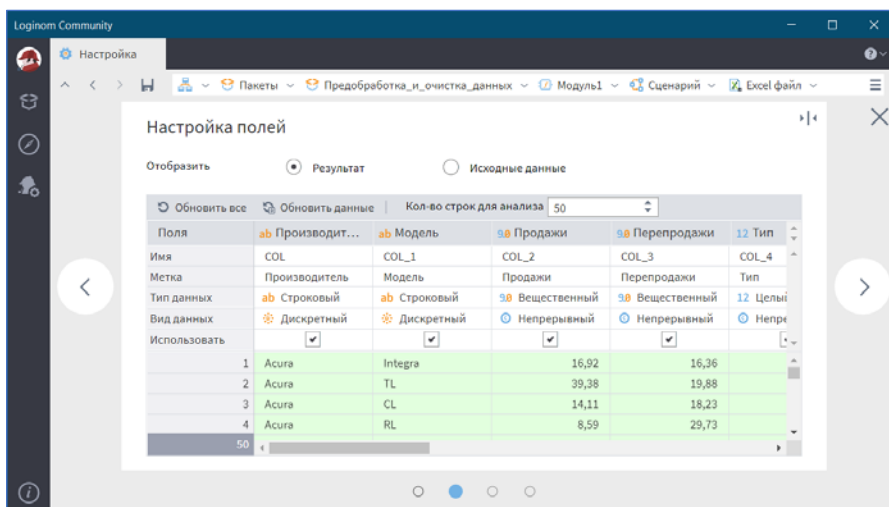 Loginom Community
Настройка
Пакеты Предобработка_и_очистка_данных Модуль1 Сценарий Excel файл
Настройка полей
Отобразить Результат Исходные данные
Обновить все Обновить данные Кол-во строк для анализа 50
Поля ab Производит... ab Модель 9.0 Продажи 9.0 Перепродажи 12 Тип
Имя COL COL_1 COL_2 COL_3 COL_4
Метка Производитель Модель Продажи Перепродажи Тип
Тип данных ab Строковый ab Строковый 9.0 Вещественный 9.0 Вещественный 12 Целый
Вид данных Дискретный Дискретный Непрерывный Непрерывный Непре
Использовать
1 Acura Integra 16,92 16,36
2 Acura TL 39,38 19,88
3 Acura CL 14,11 18,23
4 Acura RL 8,59 29,73
50